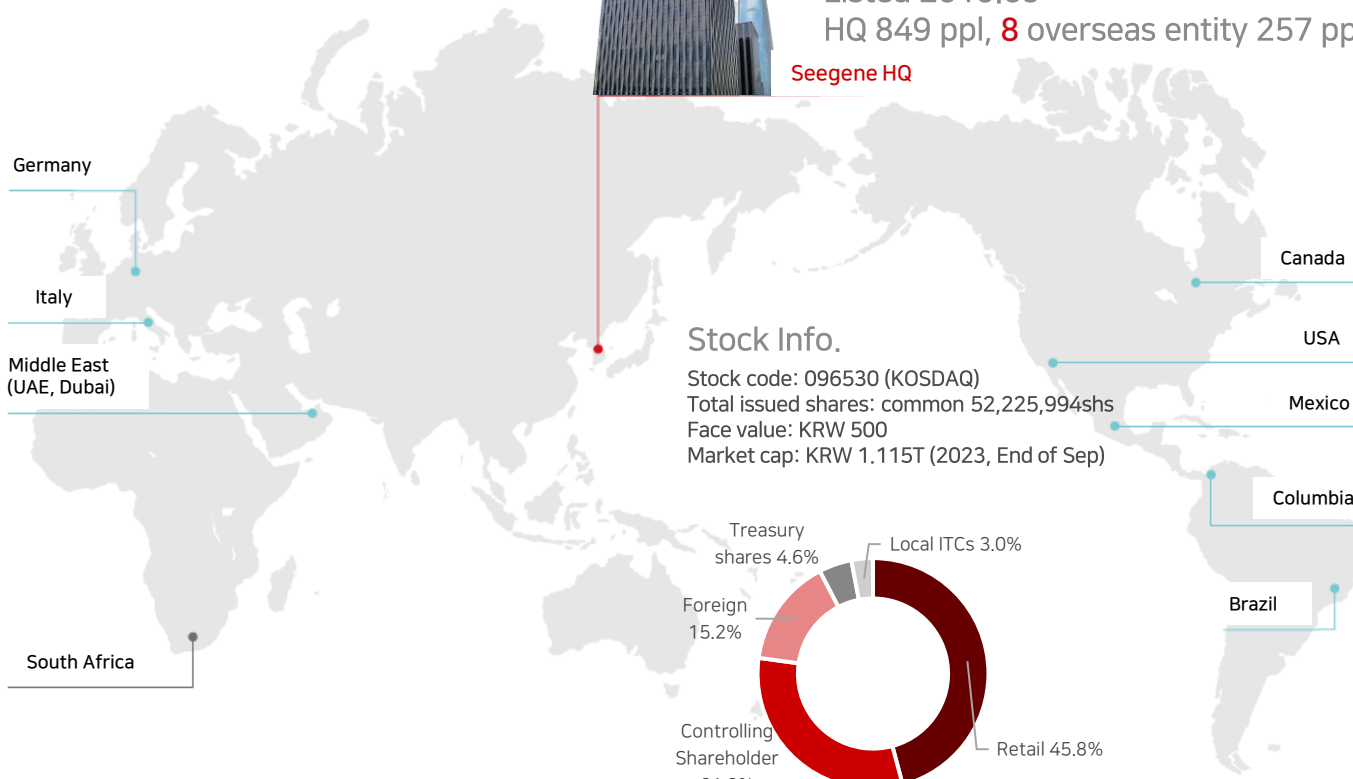 HQ 849 ppl, 8 overseas entity 257
Seegene HQ
Germany
Italy
Middle East
(UAE, Dubai)
South Africa
Canada
USA
Mexico
Columbia
Brazil
Stock Info.
Stock code: 096530 (KOSDAQ)
Total issued shares: common 52,225,994shs
Face value: KRW 500
Market cap: KRW 1.115T (2023, End of Sep)
Treasury
shares 4.6%
Local ITCs 3.0%
Foreign
15.2%
Controlling
Shareholder
Retail 45.8%